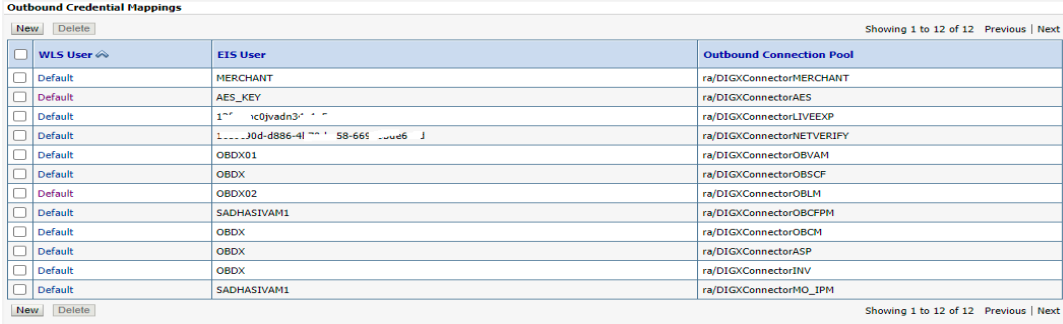 Outbound Credential Mappings
New Delete Showing 1 to 12 of 12 Previous | Next
WLS User EIS User Outbound Connection Pool
Default MERCHANT ra/DIGXConnectorMERCHANT
Default AES_KEY ra/DIGXConnectorAES
Default ra/DIGXConnectorLIVEEXP
Default ra/DIGXConnectorNETVERIFY
Default OBDX01 ra/DIGXConnectorOBVAM
Default OBDX ra/DIGXConnectorOBSCF
Default OBDX02 ra/DIGXConnectorOBLM
Default SADHASIVAM1 ra/DIGXConnectorOBCFPM
Default OBDX ra/DIGXConnectorOBCM
Default OBDX ra/DIGXConnectorASP
Default OBDX ra/DIGXConnectorINV
Default SADHASIVAM1 ra/DIGXConnectorMO_IPM
New Delete Showing 1 to 12 of 12 Previous | Next